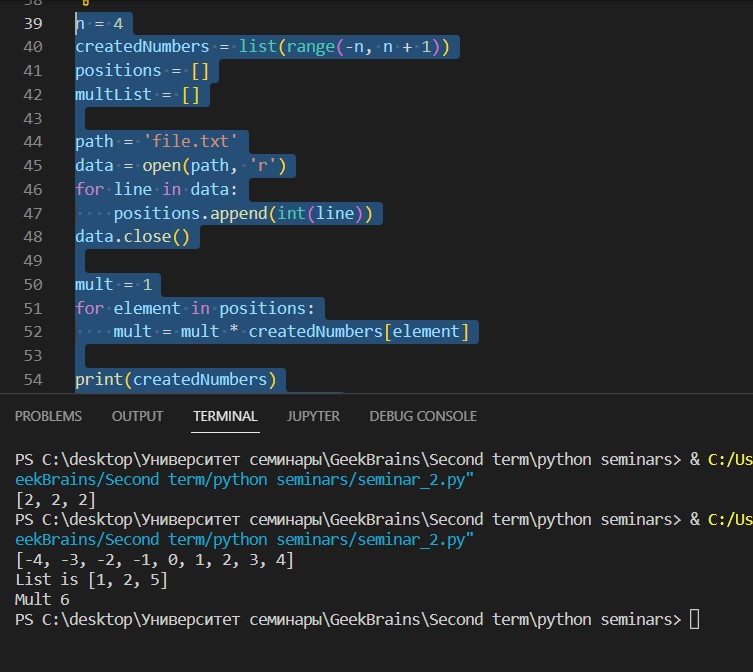 38
39 n = 4
40 createdNumbers = list(range(-n, n + 1))
41 positions = []
42 multList = []
43
44 path = 'file.txt'
45 data = open(path, 'r')
46 for line in data:
47 ····positions.append(int(line))
48 data.close()
49
50 mult = 1
51 for element in positions:
52 ····mult = mult * createdNumbers[element]
53
54 print(createdNumbers)
PROBLEMS OUTPUT TERMINAL JUPYTER DEBUG CONSOLE
PS C:\desktop\Университет семинары\GeekBrains\Second term\python seminars> & C:/Us
eekBrains/Second term/python seminars/seminar_2.py"
[2, 2, 2]
PS C:\desktop\Университет семинары\GeekBrains\Second term\python seminars> & C:/Us
eekBrains/Second term/python seminars/seminar_2.py"
[-4, -3, -2, -1, 0, 1, 2, 3, 4]
List is [1, 2, 5]
Mult 6
PS C:\desktop\Университет семинары\GeekBrains\Second term\python seminars>